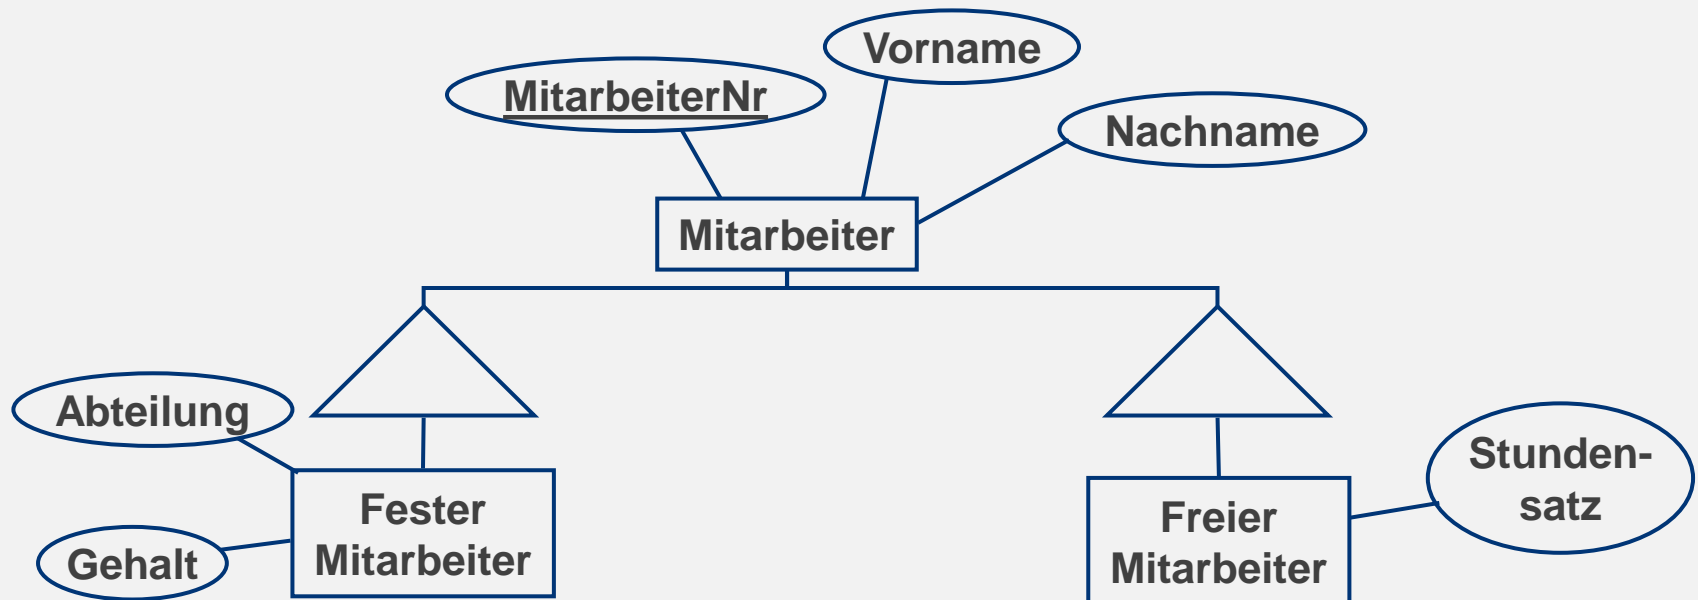 Vorname
MitarbeiterNr
Nachname
Mitarbeiter
Abteilung
Gehalt
Fester
Mitarbeiter
Freier
Mitarbeiter
Stunden-
satz